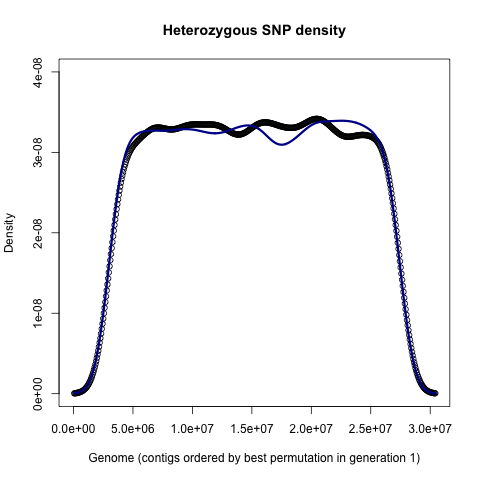 Heterozygous SNP density
Density
4e-08
3e-08
2e-08
1e-08
0e+00
0.0e+00 5.0e+06 1.0e+07 1.5e+07 2.0e+07 2.5e+07 3.0e+07
Genome (contigs ordered by best permutation in generation 1)